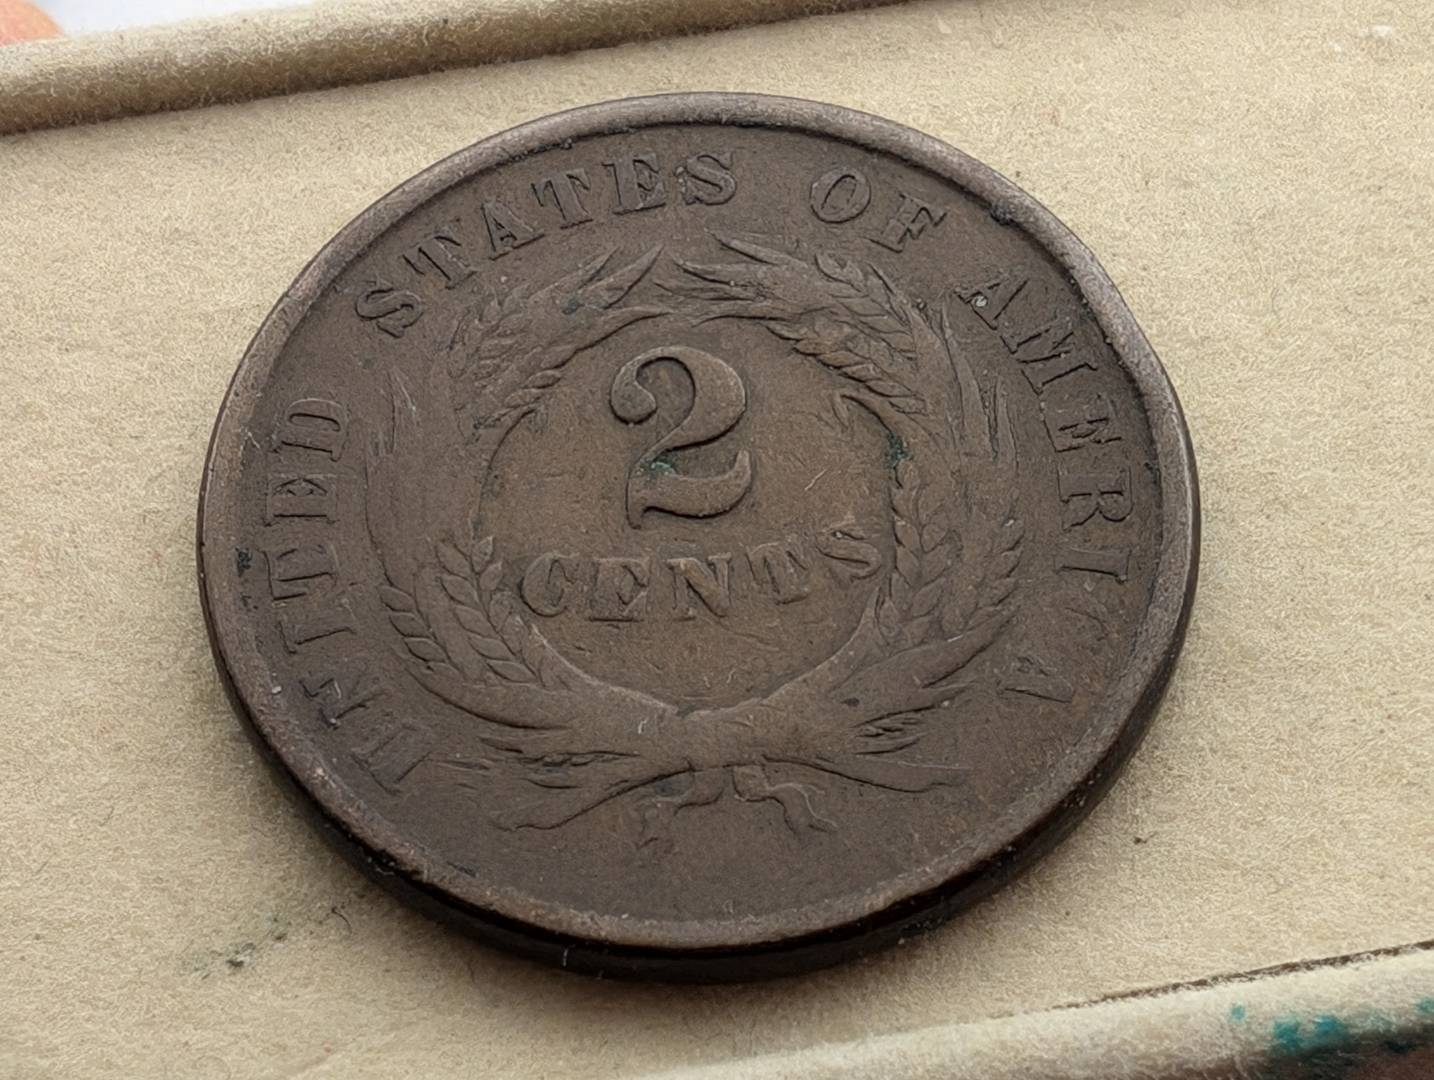 UNITED STATES OF AMERICA
2
CENTS